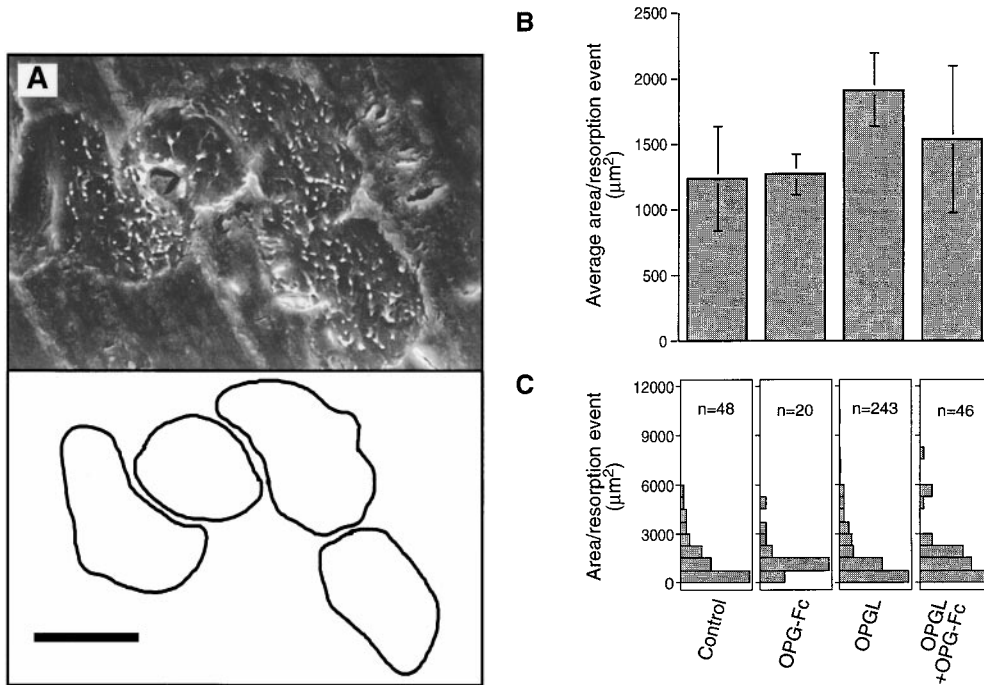 A
B
Average area/resorption event
(µm²)
2500
2000
1500
1000
500
0
C
Area/resorption event
(µm²)
12000
9000
6000
3000
0
n=48
n=20
n=243
n=46
Control
OPG-Fc
OPGL
OPGL
+OPG-Fc